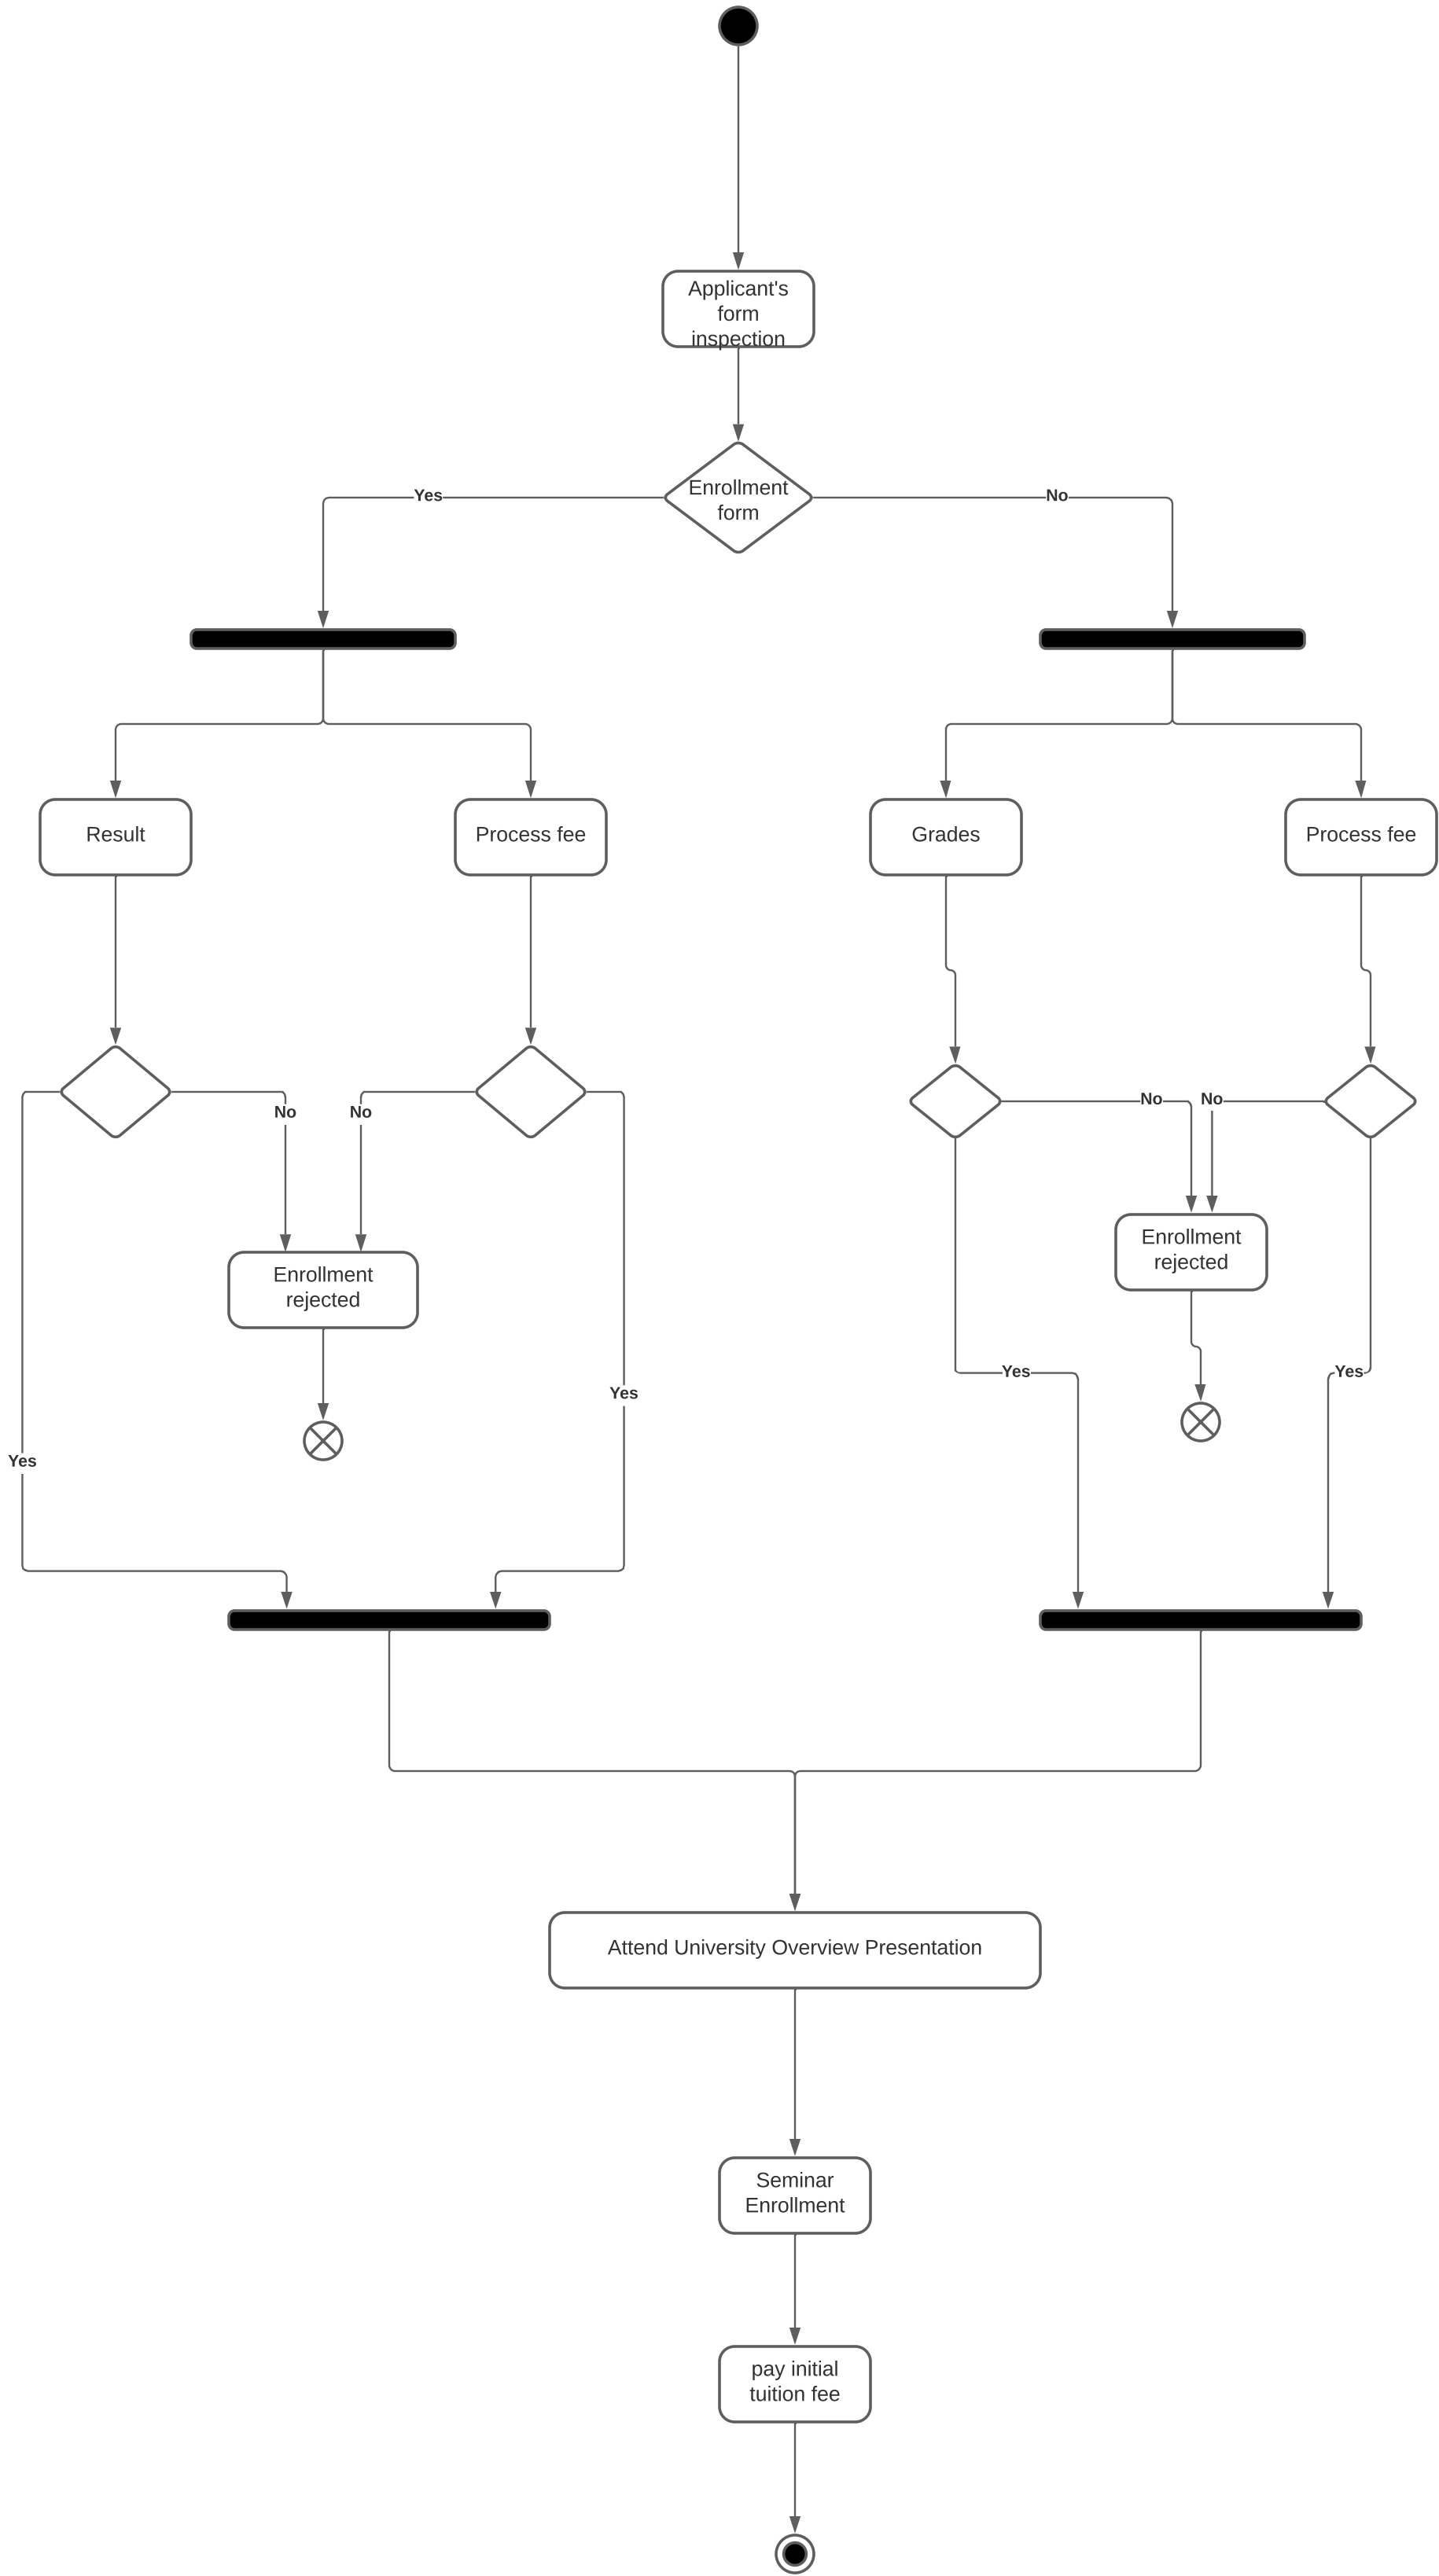 Applicant's
form
inspection
Enrollment
form
Yes
No
Result
Process fee
Grades
Process fee
No
No
No
No
Enrollment
rejected
Enrollment
rejected
Yes
Yes
Yes
Yes
Attend University Overview Presentation
Seminar
Enrollment
pay initial
tuition fee